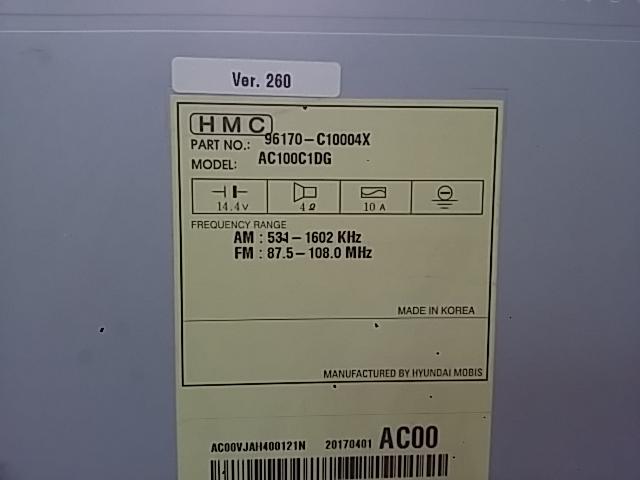 Ver. 260
HMC
PART NO.: 96170-C10004X
MODEL: AC100C1DG
14.4V 4Ω 10 A
FREQUENCY RANGE
AM : 531-1602 KHz
FM : 87.5-108.0 MHz
MADE IN KOREA
MANUFACTURED BY HYUNDAI MOBIS
AC00VJAH400121N 20170401 AC00